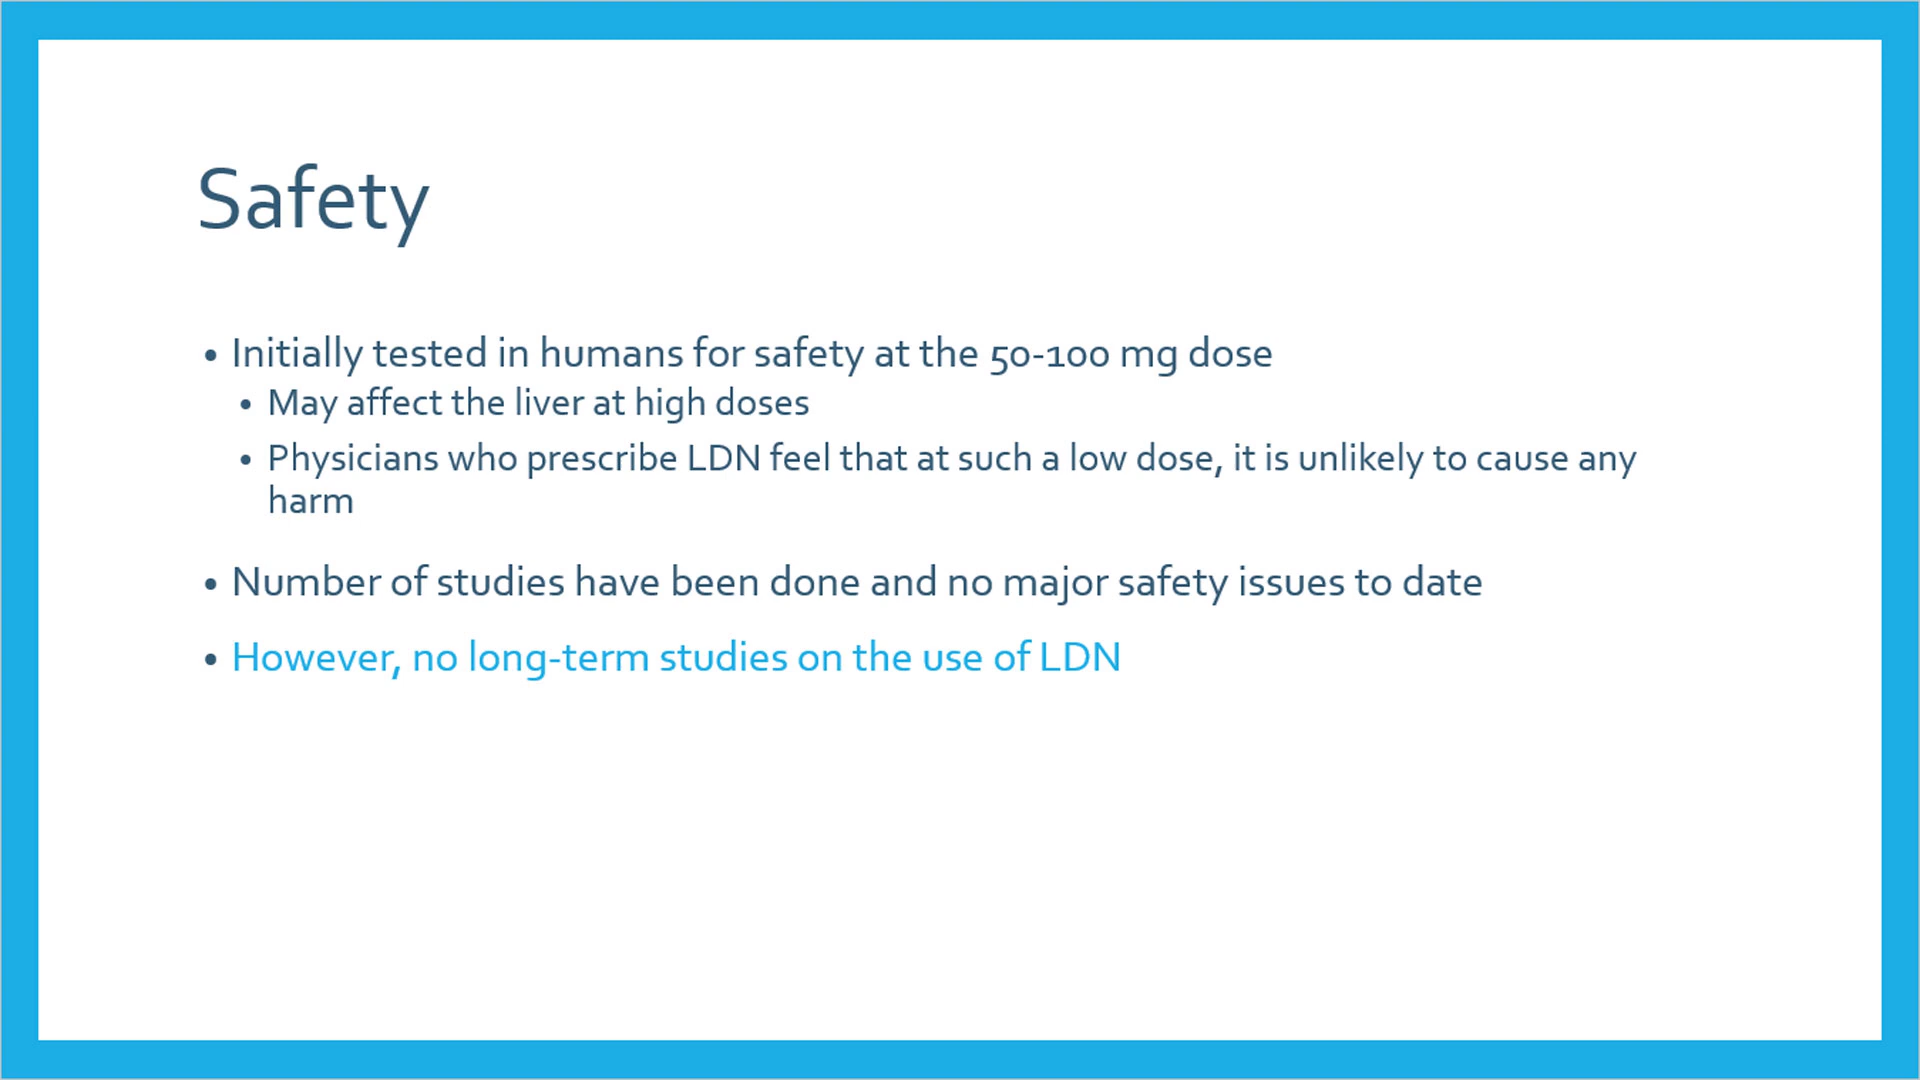 Safety
• Initially tested in humans for safety at the 50-100 mg dose
• May affect the liver at high doses
• Physicians who prescribe LDN feel that at such a low dose, it is unlikely to cause any
harm
• Number of studies have been done and no major safety issues to date
• However, no long-term studies on the use of LDN